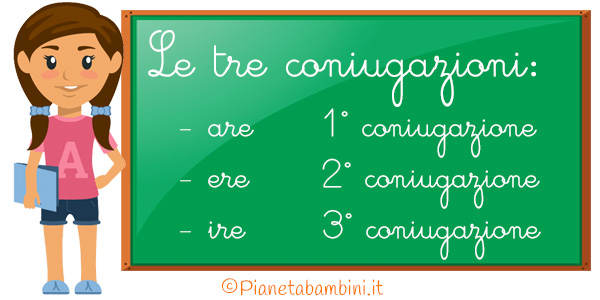 Le tre coniugazioni:
- are 1° coniugazione
- ere 2° coniugazione
- ire 3° coniugazione
A
©Pianetabambini.it